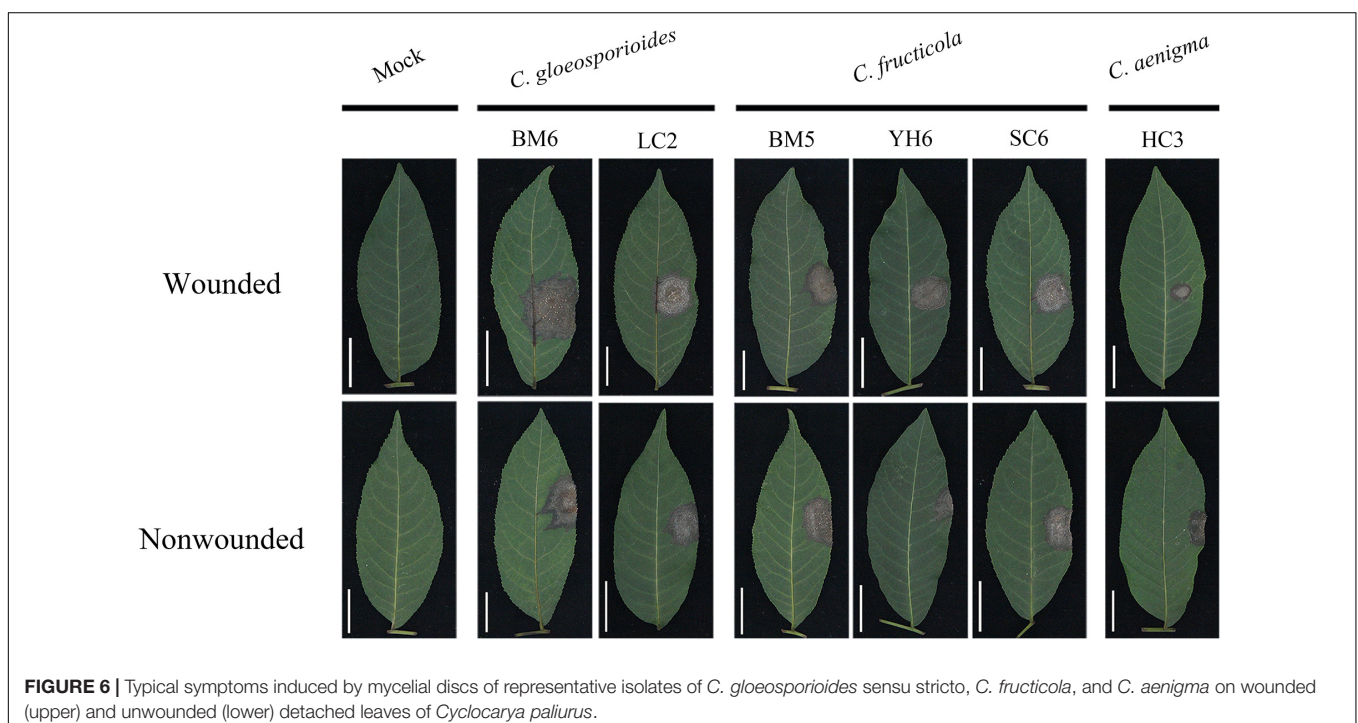 Mock
C. gloeosporioides
C. fructicola
C. aenigma
BM6
LC2
BM5
YH6
SC6
HC3
Wounded
Nonwounded
FIGURE 6 | Typical symptoms induced by mycelial discs of representative isolates of C. gloeosporioides sensu stricto, C. fructicola, and C. aenigma on wounded
(upper) and unwounded (lower) detached leaves of Cyclocarya paliurus.